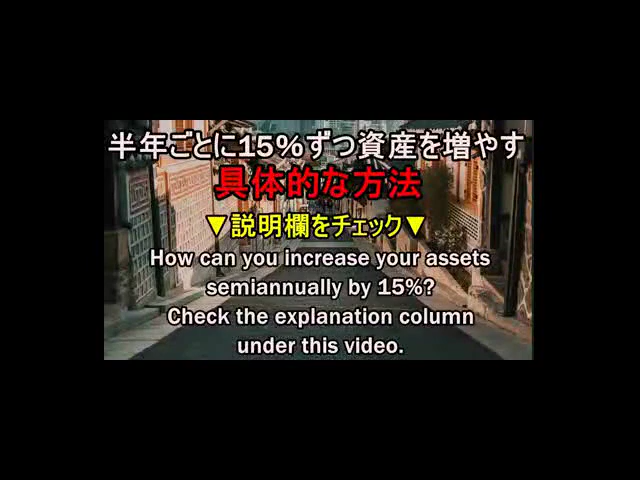 半年ごとに15%ずつ資産を増やす
具体的な方法
▼説明欄をチェック▼
How can you increase your assets
semiannually by 15%?
Check the explanation column
under this video.